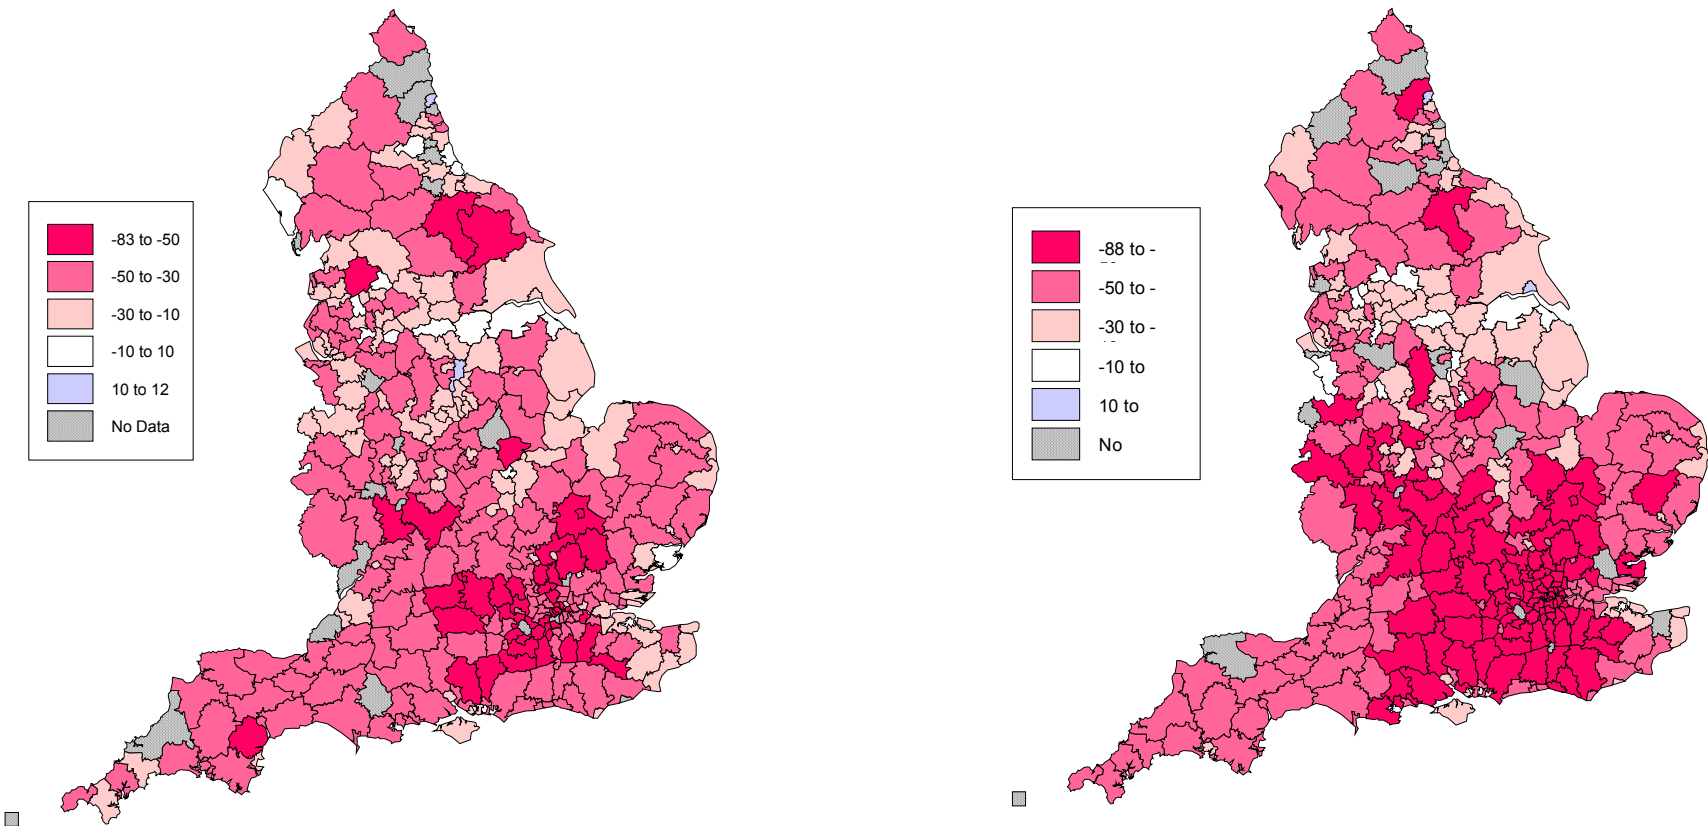 -83 to -50
-50 to -30
-30 to -10
-10 to 10
10 to 12
No Data
-88 to -
-50 to -
-30 to -
-10 to
10 to
No